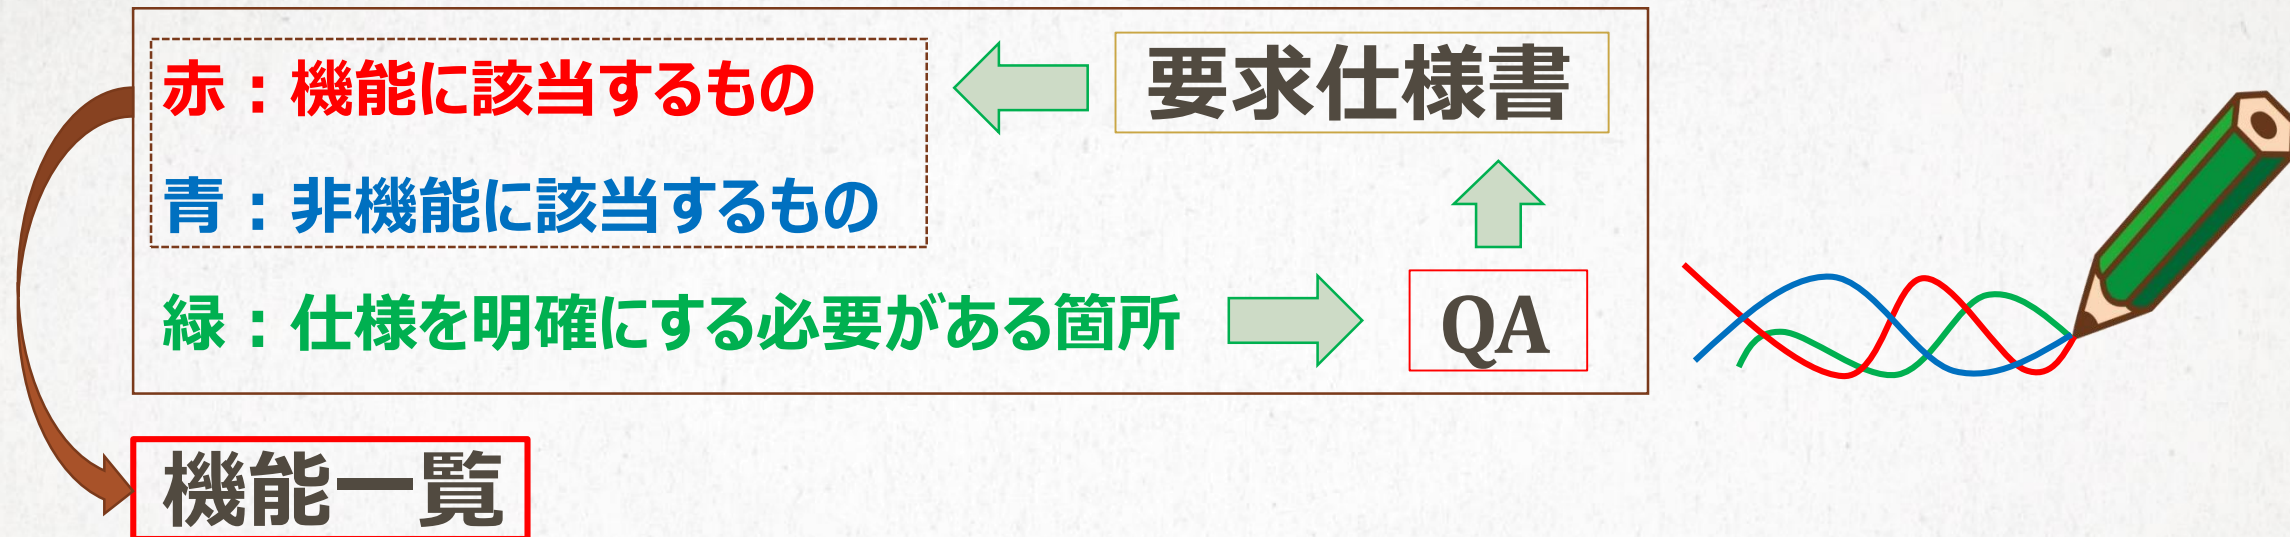 赤：機能に該当するもの
要求仕様書
青：非機能に該当するもの
緑：仕様を明確にする必要がある箇所
QA
機能一覧